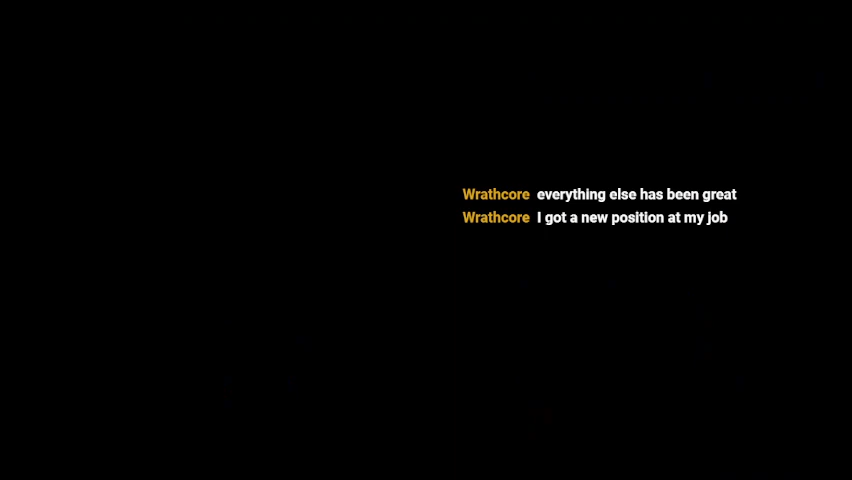 Wrathcore everything else has been great
Wrathcore I got a new position at my job